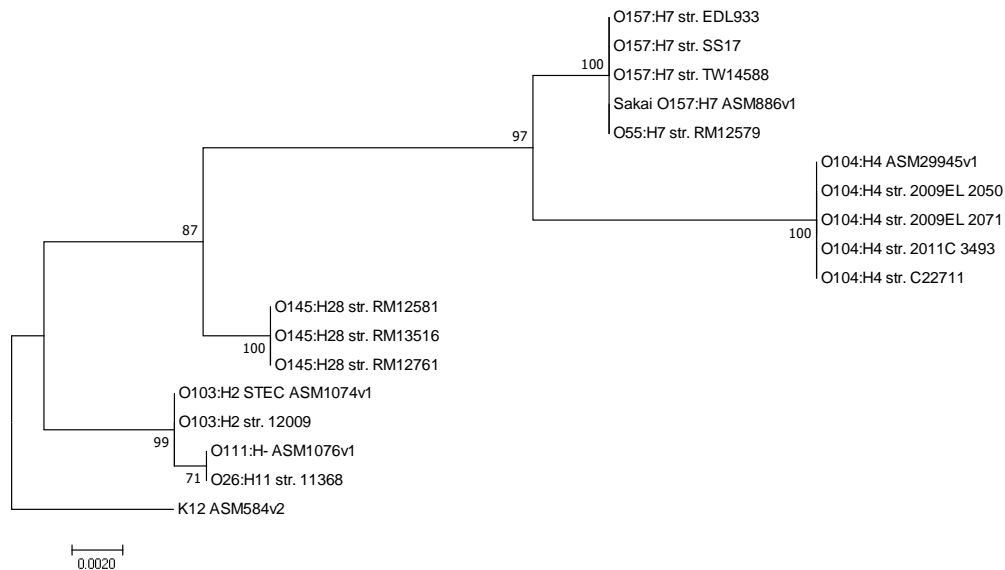 O157:H7 str. EDL933
O157:H7 str. SS17
100
O157:H7 str. TW14588
Sakai O157:H7 ASM886v1
97
O55:H7 str. RM12579
O104:H4 ASM29945v1
O104:H4 str. 2009EL 2050
O104:H4 str. 2009EL 2071
87
100
O104:H4 str. 2011C 3493
O104:H4 str. C22711
O145:H28 str. RM12581
O145:H28 str. RM13516
100
O145:H28 str. RM12761
O103:H2 STEC ASM1074v1
O103:H2 str. 12009
99
O111:H- ASM1076v1
71
O26:H11 str. 11368
K12 ASM584v2
0.0020